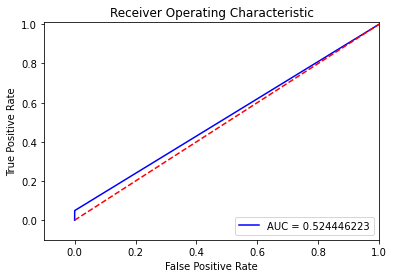 Receiver Operating Characteristic
True Positive Rate
1.0
0.8
0.6
0.4
0.2
0.0
AUC = 0.524446223
0.0 0.2 0.4 0.6 0.8 1.0
False Positive Rate